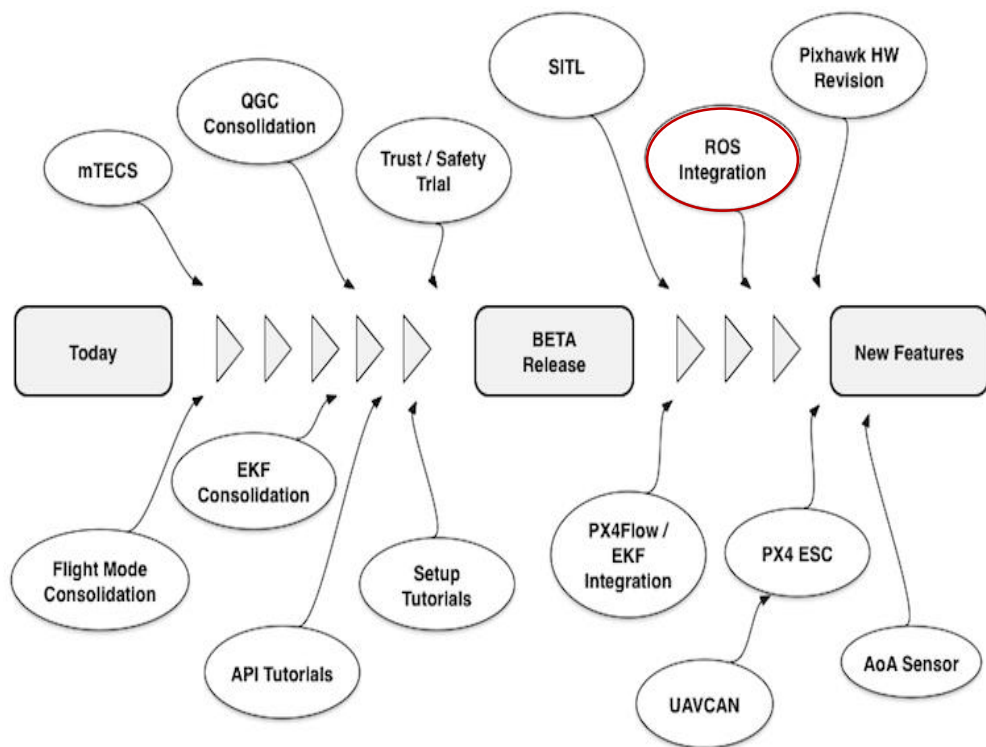 SITL
Pixhawk HW
Revision
QGC
Consolidation
ROS
Integration
mTECS
Trust / Safety
Trial
Today
BETA
Release
New Features
EKF
Consolidation
Flight Mode
Consolidation
Setup
Tutorials
API Tutorials
PX4Flow /
EKF
Integration
PX4 ESC
UAVCAN
AoA Sensor